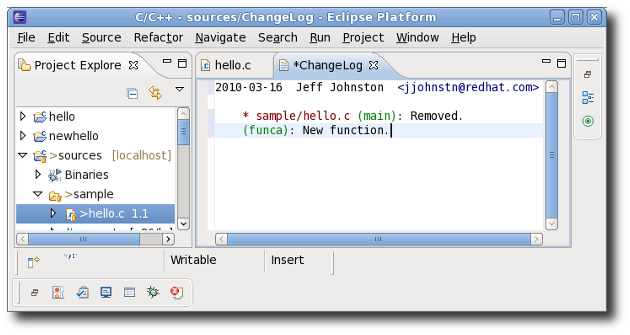 C/C++ - sources/ChangeLog - Eclipse Platform
File Edit Source Refactor Navigate Search Run Project Window Help
Project Explore
hello.c
*ChangeLog
hello
newhello
>sources [localhost]
Binaries
>sample
>hello.c 1.1
2010-03-16 Jeff Johnston <jjohnstn@redhat.com>
* sample/hello.c (main): Removed.
(funca): New function.
Writable Insert